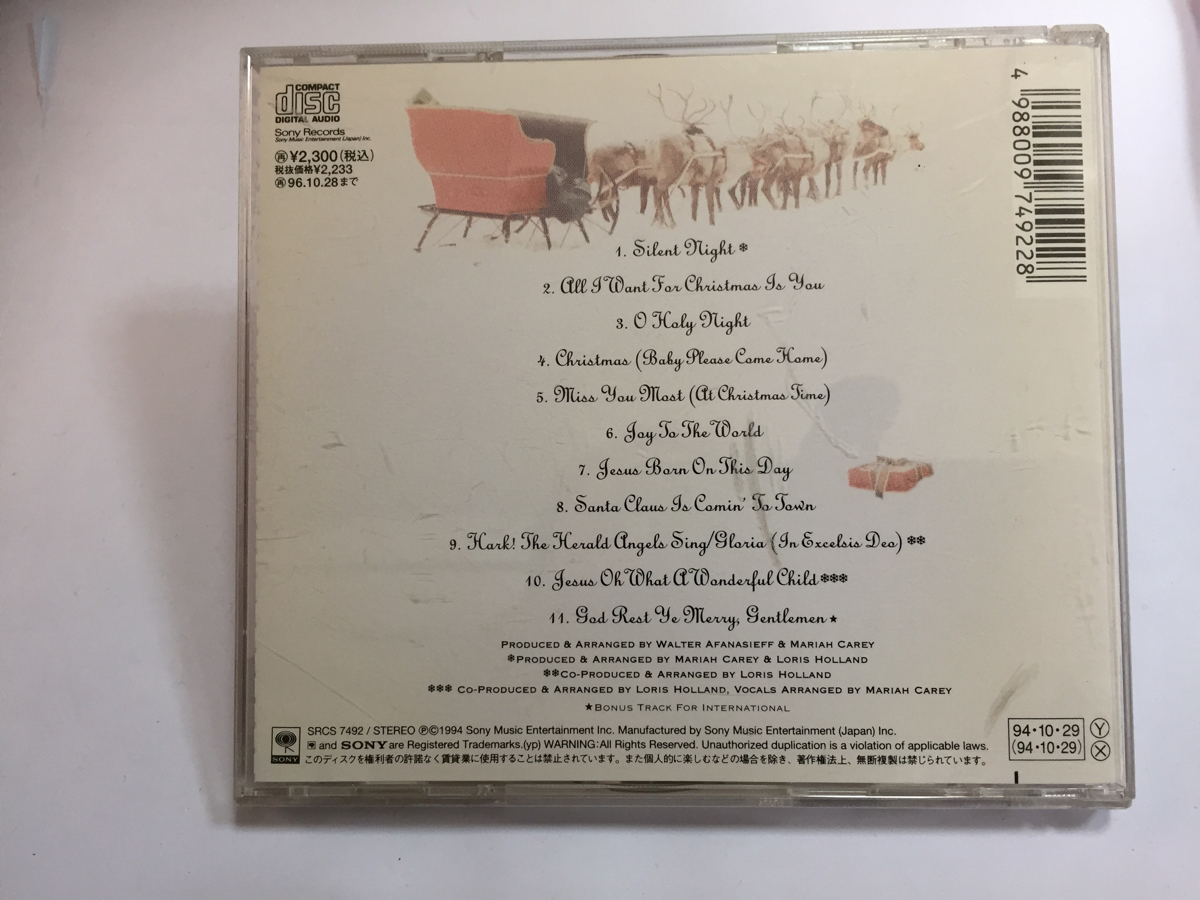 COMPACT
disc
DIGITAL AUDIO
Sony Records
Sony Music Entertainment (Japan) Inc.
㊫¥2,300(税込)
税抜価格¥2,233
㊫96.10.28まで
4 988009 749228
1. Silent Night ❄
2. All I Want For Christmas Is You
3. O Holy Night
4. Christmas (Baby Please Come Home)
5. Miss You Most (At Christmas Time)
6. Joy To The World
7. Jesus Born On This Day
8. Santa Claus Is Comin' To Town
9. Hark! The Herald Angels Sing/Gloria (In Excelsis Deo) ❄❄
10. Jesus Oh What A Wonderful Child ❄❄❄
11. God Rest Ye Merry, Gentlemen ★
PRODUCED & ARRANGED BY WALTER AFANASIEFF & MARIAH CAREY
❄PRODUCED & ARRANGED BY MARIAH CAREY & LORIS HOLLAND
❄❄CO-PRODUCED & ARRANGED BY LORIS HOLLAND
❄❄❄ CO-PRODUCED & ARRANGED BY LORIS HOLLAND, VOCALS ARRANGED BY MARIAH CAREY
★BONUS TRACK FOR INTERNATIONAL
SONY
SRCS 7492 / STEREO ℗©1994 Sony Music Entertainment Inc. Manufactured by Sony Music Entertainment (Japan) Inc.
and SONY are Registered Trademarks.(yp) WARNING:All Rights Reserved. Unauthorized duplication is a violation of applicable laws.
このディスクを権利者の許諾なく賃貸業に使用することは禁止されています。また個人的に楽しむなどの場合を除き、著作権法上、無断複製は禁じられています。
94・10・29 Ⓨ
(94・10・29) Ⓧ